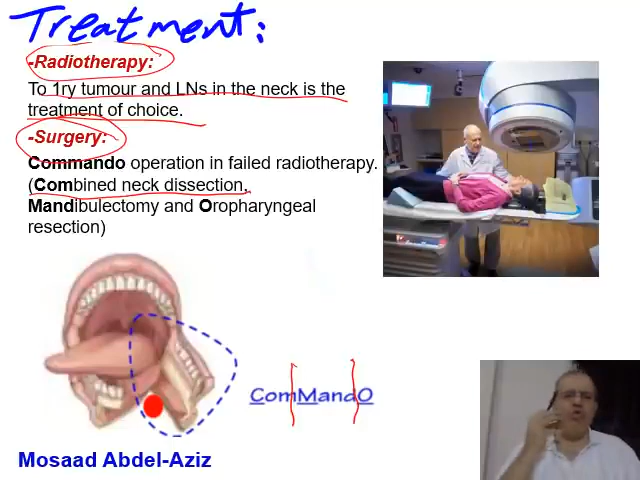 Treatment:
-Radiotherapy:
To 1ry tumour and LNs in the neck is the
treatment of choice.
-Surgery:
Commando operation in failed radiotherapy.
(Combined neck dissection,
Mandibulectomy and Oropharyngeal
resection)
ComMandO
Mosaad Abdel-Aziz